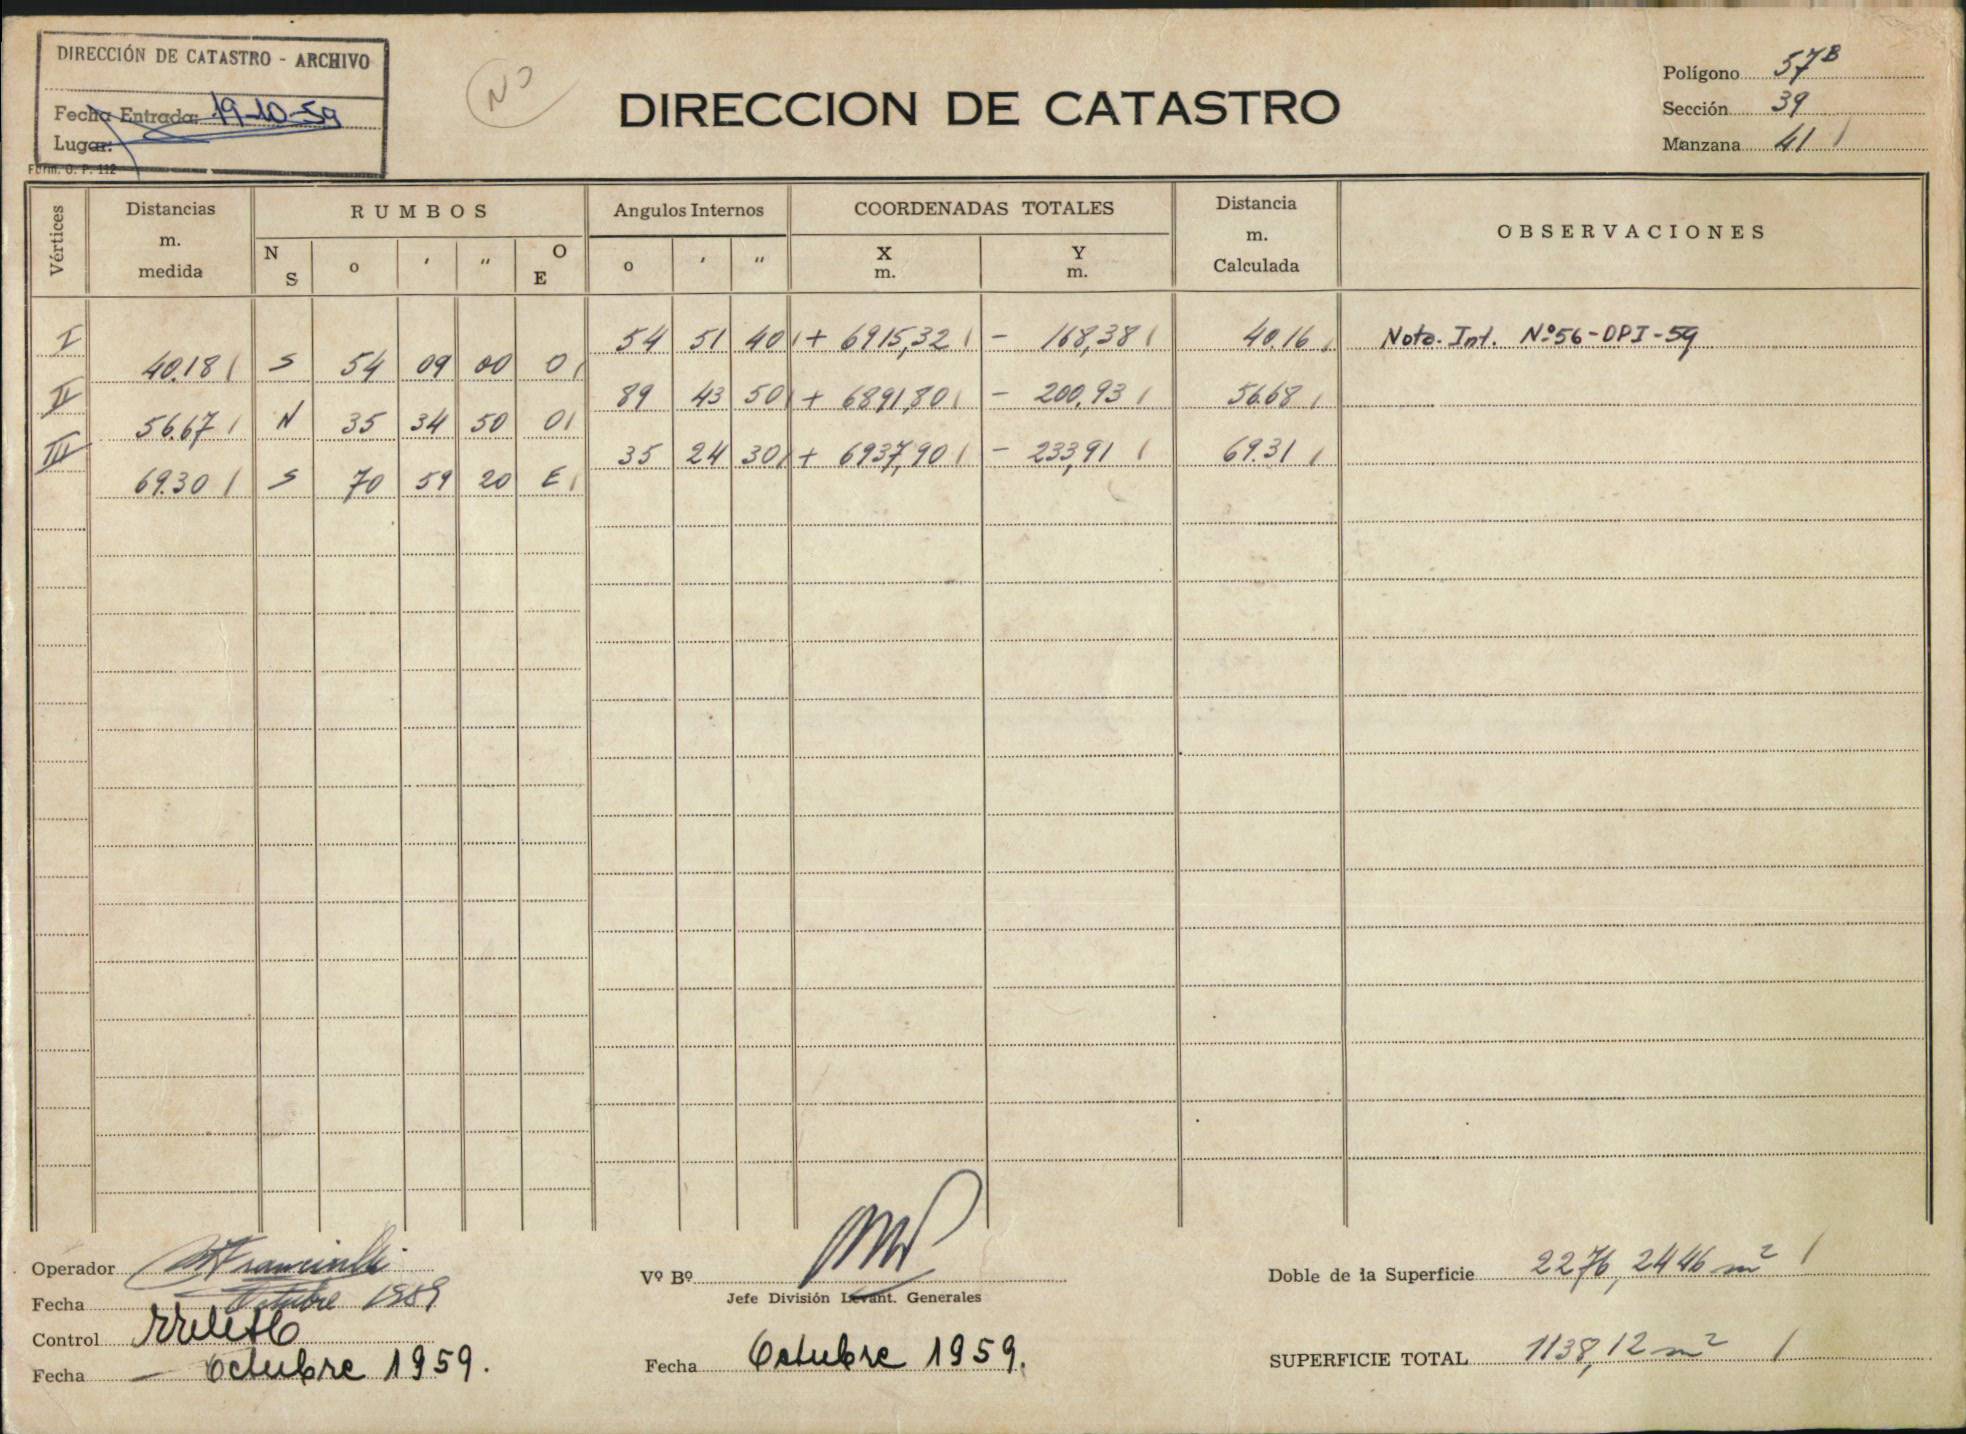 DIRECCIÓN DE CATASTRO - ARCHIVO
Fecha Entrada: 19-10-59
Lugar:
Form. O. P. 112
DIRECCION DE CATASTRO
Polígono 57B
Sección 39
Manzana 41
Vértices
Distancias m. medida
RUMBOS
N S o ' '' O E
Angulos Internos
o ' ''
COORDENADAS TOTALES
X m. Y m.
Distancia m. Calculada
OBSERVACIONES
I 54 51 40 + 6915,32 - 168,38 40.16 Nota. Int. Nº56-OPI-59
40.18 S 54 09 00 O
II 89 43 50 + 6891,80 - 200,93 56.68
56.67 N 35 34 50 O
III 35 24 30 + 6937,90 - 233,91 69.31
69.30 S 70 59 20 E
Operador
Fecha Octubre 1959
Control
Fecha - Octubre 1959.
Vº Bº
Jefe División Levant. Generales
Fecha Octubre 1959.
Doble de la Superficie 2276,2446 m²
SUPERFICIE TOTAL 1138,12 m²